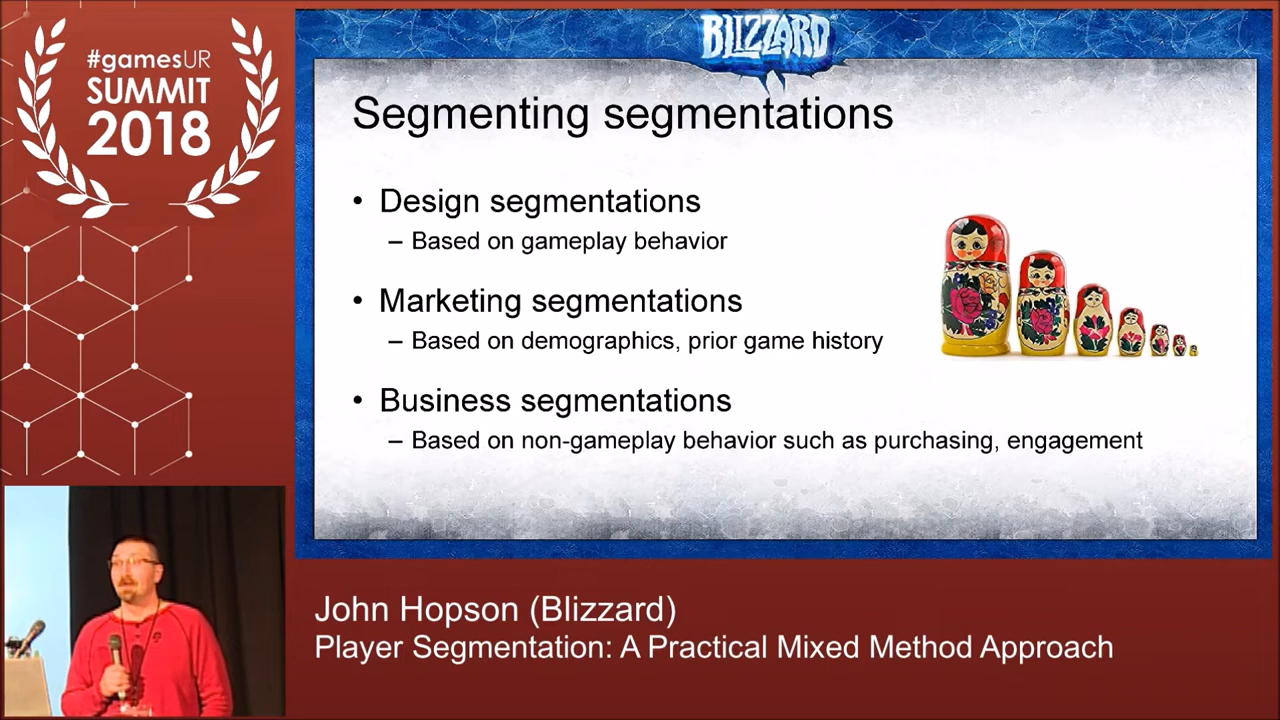 #gamesUR
SUMMIT
2018
BLIZZARD
Segmenting segmentations
• Design segmentations
– Based on gameplay behavior
• Marketing segmentations
– Based on demographics, prior game history
• Business segmentations
– Based on non-gameplay behavior such as purchasing, engagement
John Hopson (Blizzard)
Player Segmentation: A Practical Mixed Method Approach